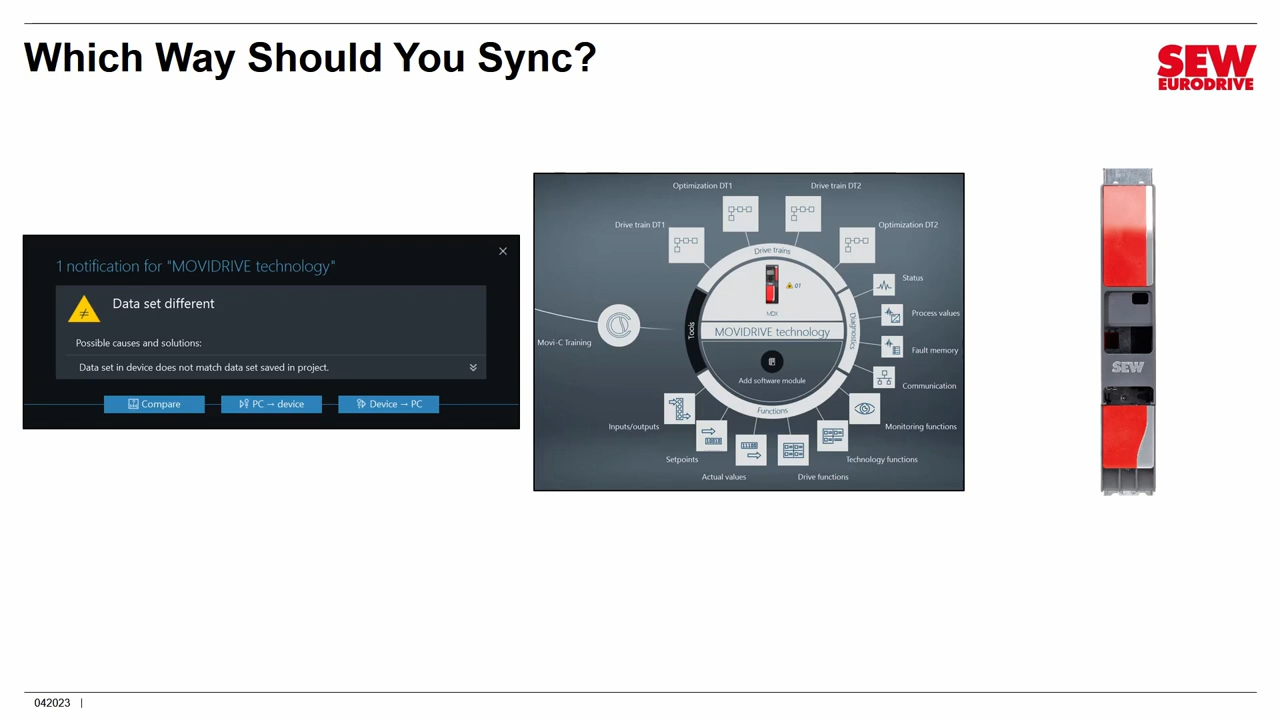 Which Way Should You Sync?
SEW
EURODRIVE
1 notification for "MOVIDRIVE technology"
Data set different
Possible causes and solutions:
Data set in device does not match data set saved in project.
Compare
PC → device
Device → PC
Optimization DT1
Drive train DT2
Drive train DT1
Optimization DT2
Drive trains
Status
01
MDX
Process values
Tools
MOVIDRIVE technology
Diagnostics
Movi-C Training
Fault memory
Add software module
Communication
Functions
Inputs/outputs
Monitoring functions
Setpoints
Technology functions
Actual values
Drive functions
SEW
042023 |